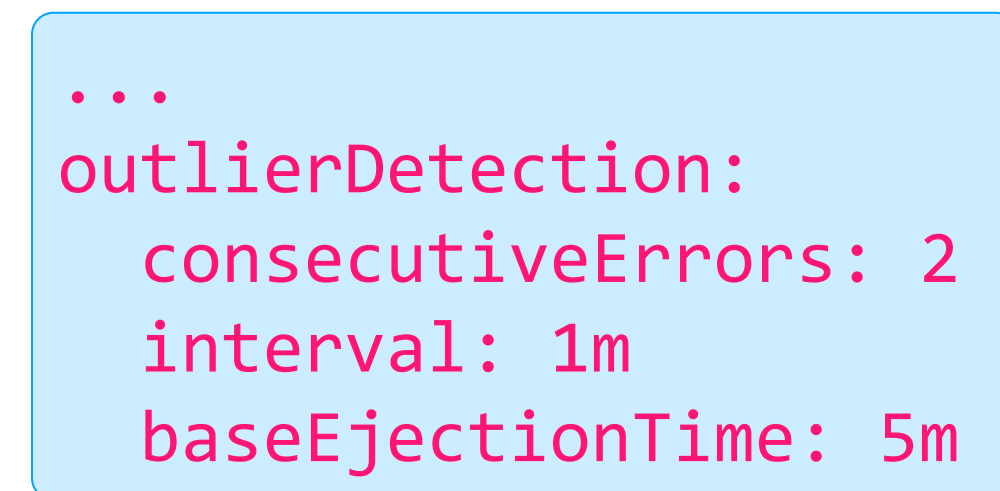 ...
outlierDetection:
  consecutiveErrors: 2
  interval: 1m
  baseEjectionTime: 5m